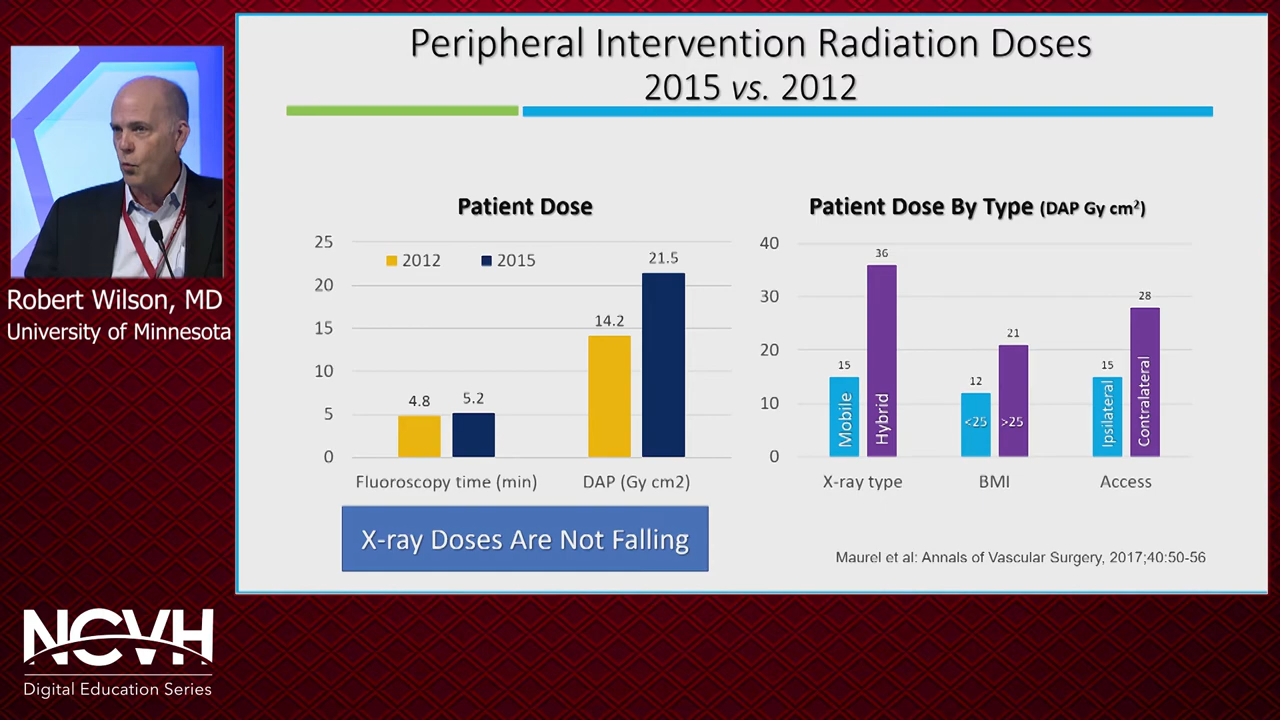 Peripheral Intervention Radiation Doses
2015 vs. 2012
Robert Wilson, MD
University of Minnesota
Patient Dose
25
20
15
10
5
0
2012
2015
4.8
5.2
14.2
21.5
Fluoroscopy time (min)
DAP (Gy cm2)
X-ray Doses Are Not Falling
Patient Dose By Type (DAP Gy cm²)
40
30
20
10
0
15
36
12
21
15
28
Mobile
Hybrid
<25
>25
Ipsilateral
Contralateral
X-ray type
BMI
Access
Maurel et al: Annals of Vascular Surgery, 2017;40:50-56
NCVH
Digital Education Series